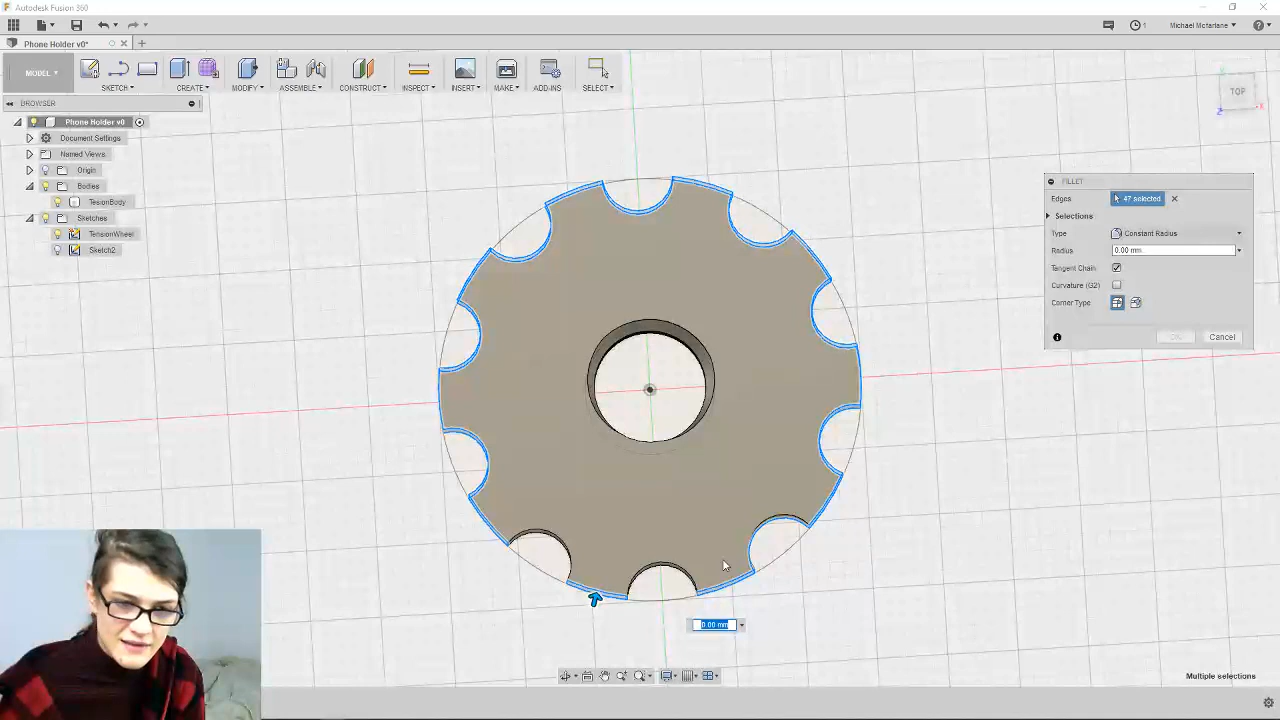 Autodesk Fusion 360
Michael Mcfarlane
Phone Holder v0*
MODEL
SKETCH
CREATE
MODIFY
ASSEMBLE
CONSTRUCT
INSPECT
INSERT
MAKE
ADD-INS
SELECT
BROWSER
Phone Holder v0
Document Settings
Named Views
Origin
Bodies
TesionBody
Sketches
TensionWheel
Sketch2
TOP
FILLET
Edges 47 selected
Selections
Type Constant Radius
Radius 0.00 mm
Tangent Chain
Curvature (G2)
Corner Type
OK Cancel
0.00 mm
Multiple selections